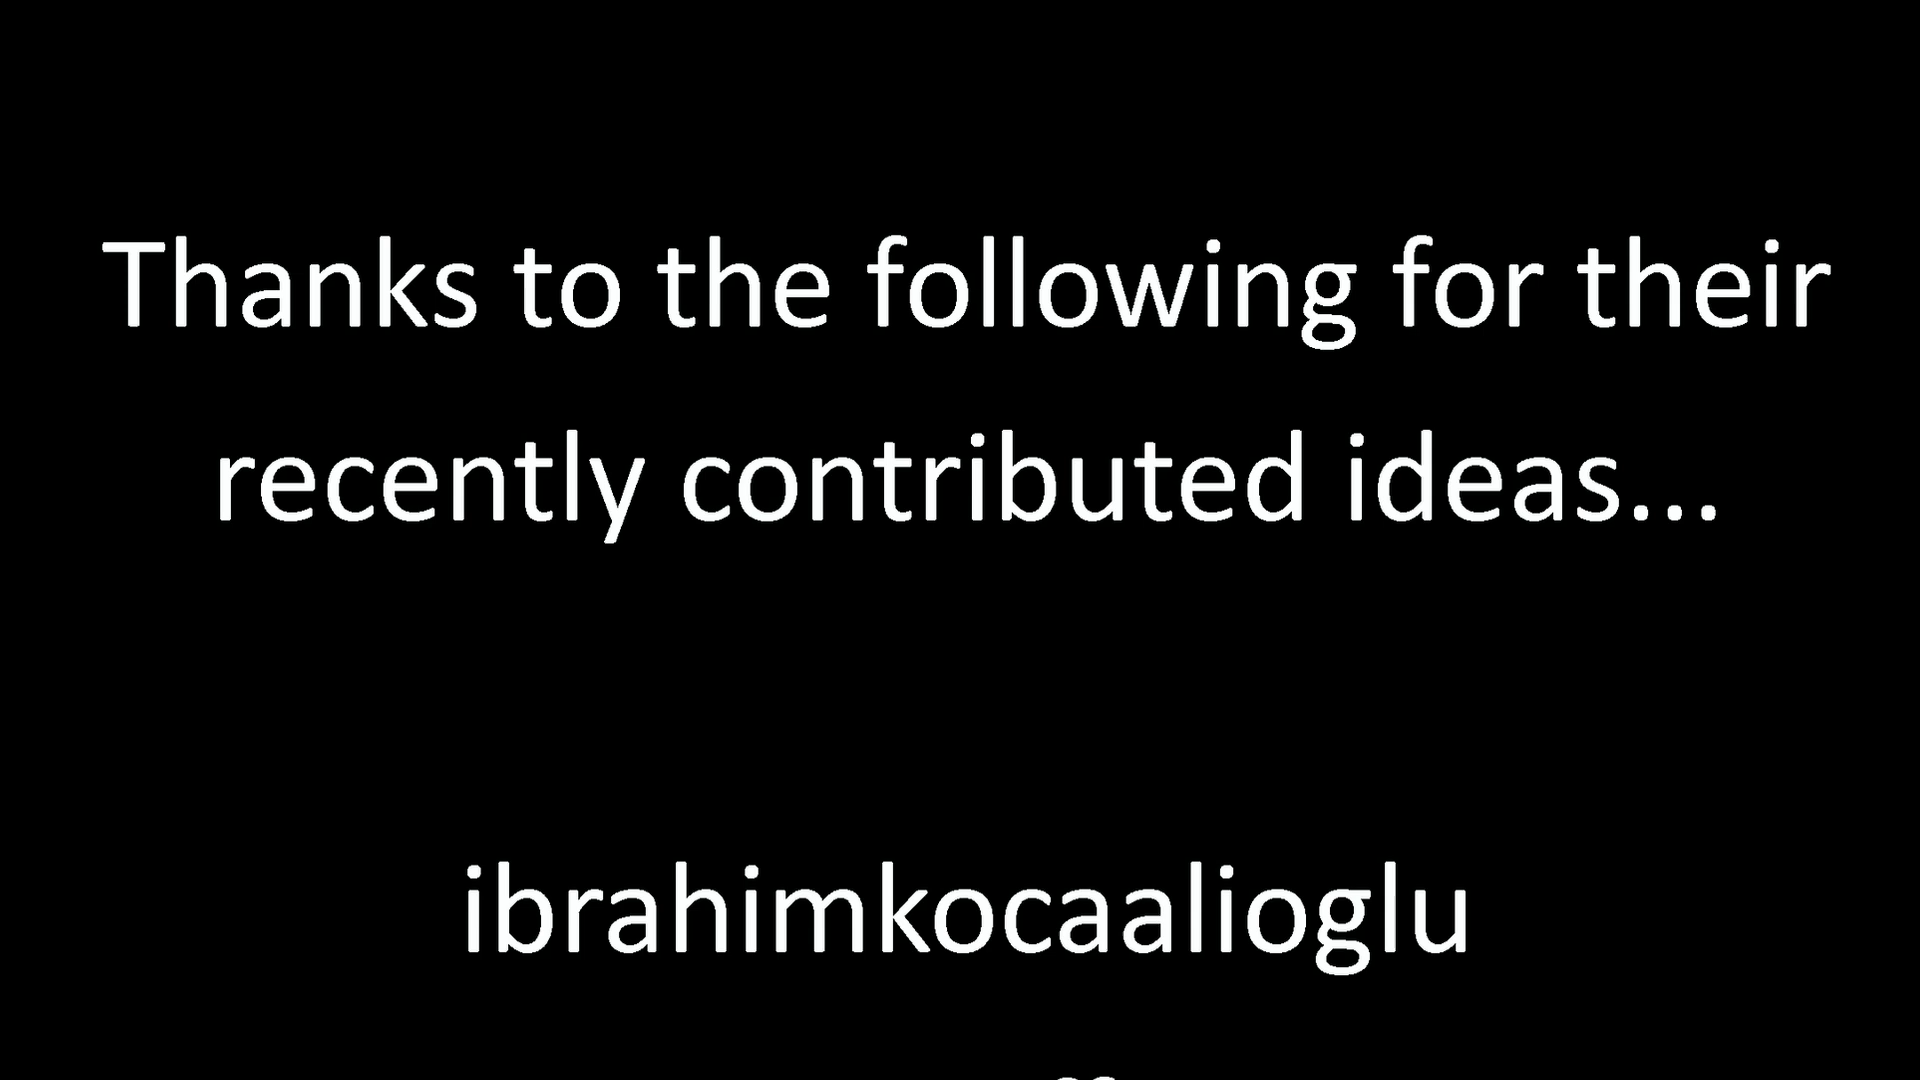 Thanks to the following for their
recently contributed ideas...
ibrahimkocaalioglu